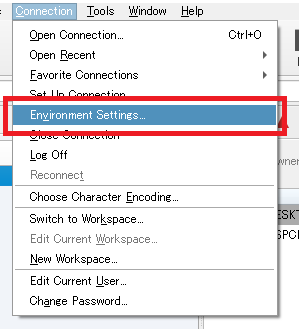 Connection Tools Window Help
Open Connection... Ctrl+O
Open Recent
Favorite Connections
Set Up Connection
Environment Settings...
Close Connection
Log Off
Reconnect
Choose Character Encoding...
Switch to Workspace...
Edit Current Workspace...
New Workspace...
Edit Current User...
Change Password...